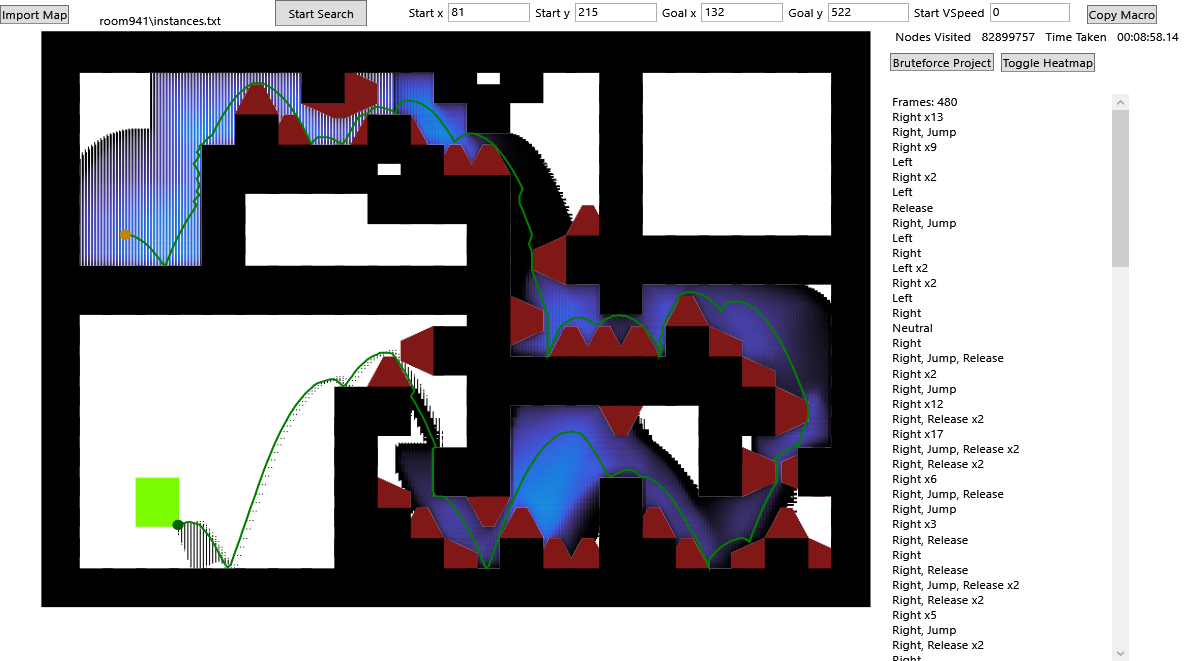 Import Map
room941\instances.txt
Start Search
Start x 81 Start y 215 Goal x 132 Goal y 522 Start VSpeed 0
Copy Macro
Nodes Visited 82899757 Time Taken 00:08:58.14
Bruteforce Project Toggle Heatmap
Frames: 480
Right x13
Right, Jump
Right x9
Left
Right x2
Left
Release
Right, Jump
Left
Right
Left x2
Right x2
Left
Right
Neutral
Right
Right, Jump, Release
Right x2
Right, Jump
Right x12
Right, Release x2
Right x17
Right, Jump, Release x2
Right, Release x2
Right x6
Right, Jump, Release
Right, Jump
Right x3
Right, Release
Right
Right, Release
Right, Jump, Release x2
Right, Release x2
Right x5
Right, Jump
Right, Release x2
Right